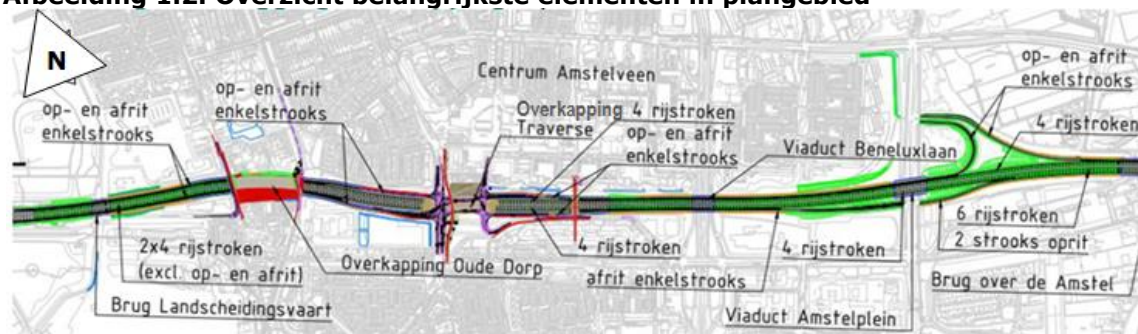 Afbeelding 1.2: Overzicht belangrijkste elementen in plangebied
N
op- en afrit
enkelstrooks
op- en afrit
enkelstrooks
Centrum Amstelveen
Overkapping
Traverse
4 rijstroken
op- en afrit
enkelstrooks
Viaduct Beneluxlaan
op- en afrit
enkelstrooks
4 rijstroken
2x4 rijstroken
(excl. op- en afrit)
Brug Landscheidingsvaart
Overkapping Oude Dorp
4 rijstroken
afrit enkelstrooks
4 rijstroken
Viaduct Amstelplein
6 rijstroken
2 strooks oprit
Brug over de Amstel